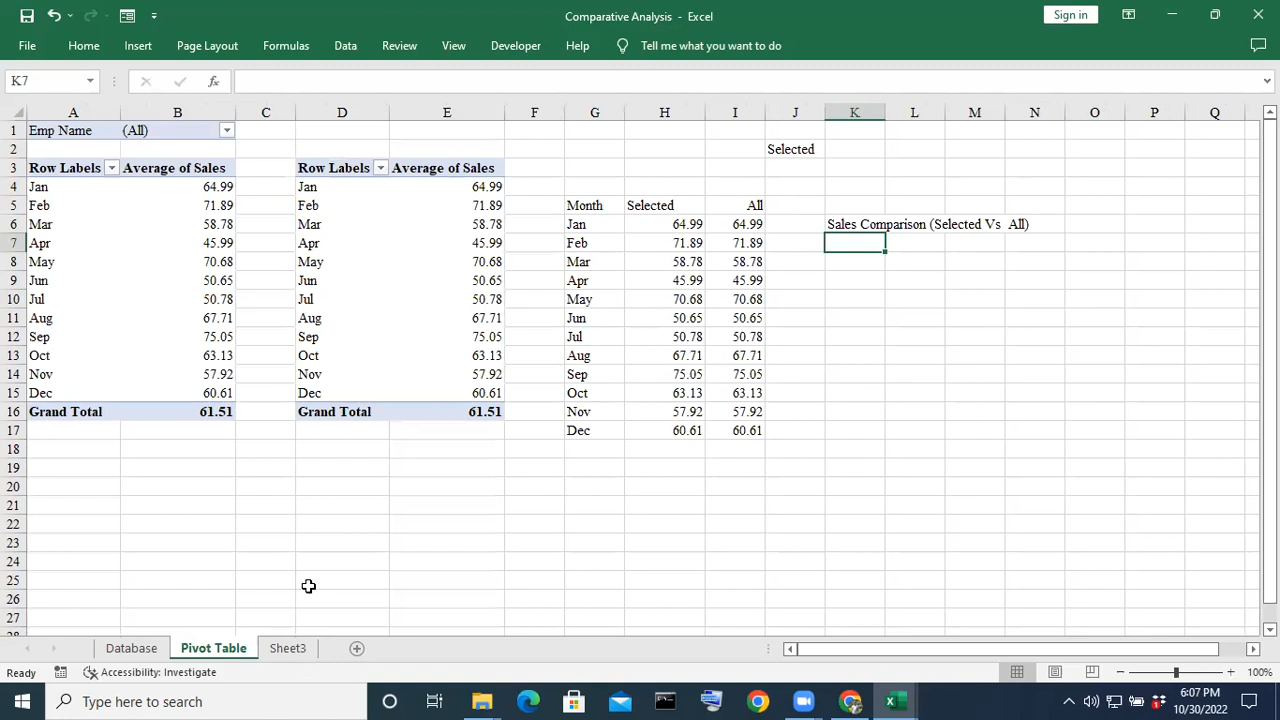 Comparative Analysis - Excel
Sign in
File Home Insert Page Layout Formulas Data Review View Developer Help Tell me what you want to do
K7 fx
A B C D E F G H I J K L M N O P Q
1 Emp Name (All)
2 Selected
3 Row Labels Average of Sales Row Labels Average of Sales
4 Jan 64.99 Jan 64.99
5 Feb 71.89 Feb 71.89 Month Selected All
6 Mar 58.78 Mar 58.78 Jan 64.99 64.99 Sales Comparison (Selected Vs All)
7 Apr 45.99 Apr 45.99 Feb 71.89 71.89
8 May 70.68 May 70.68 Mar 58.78 58.78
9 Jun 50.65 Jun 50.65 Apr 45.99 45.99
10 Jul 50.78 Jul 50.78 May 70.68 70.68
11 Aug 67.71 Aug 67.71 Jun 50.65 50.65
12 Sep 75.05 Sep 75.05 Jul 50.78 50.78
13 Oct 63.13 Oct 63.13 Aug 67.71 67.71
14 Nov 57.92 Nov 57.92 Sep 75.05 75.05
15 Dec 60.61 Dec 60.61 Oct 63.13 63.13
16 Grand Total 61.51 Grand Total 61.51 Nov 57.92 57.92
17 Dec 60.61 60.61
18
19
20
21
22
23
24
25
26
27
28
Database Pivot Table Sheet3
Ready Accessibility: Investigate 100%
Type here to search
6:07 PM
10/30/2022